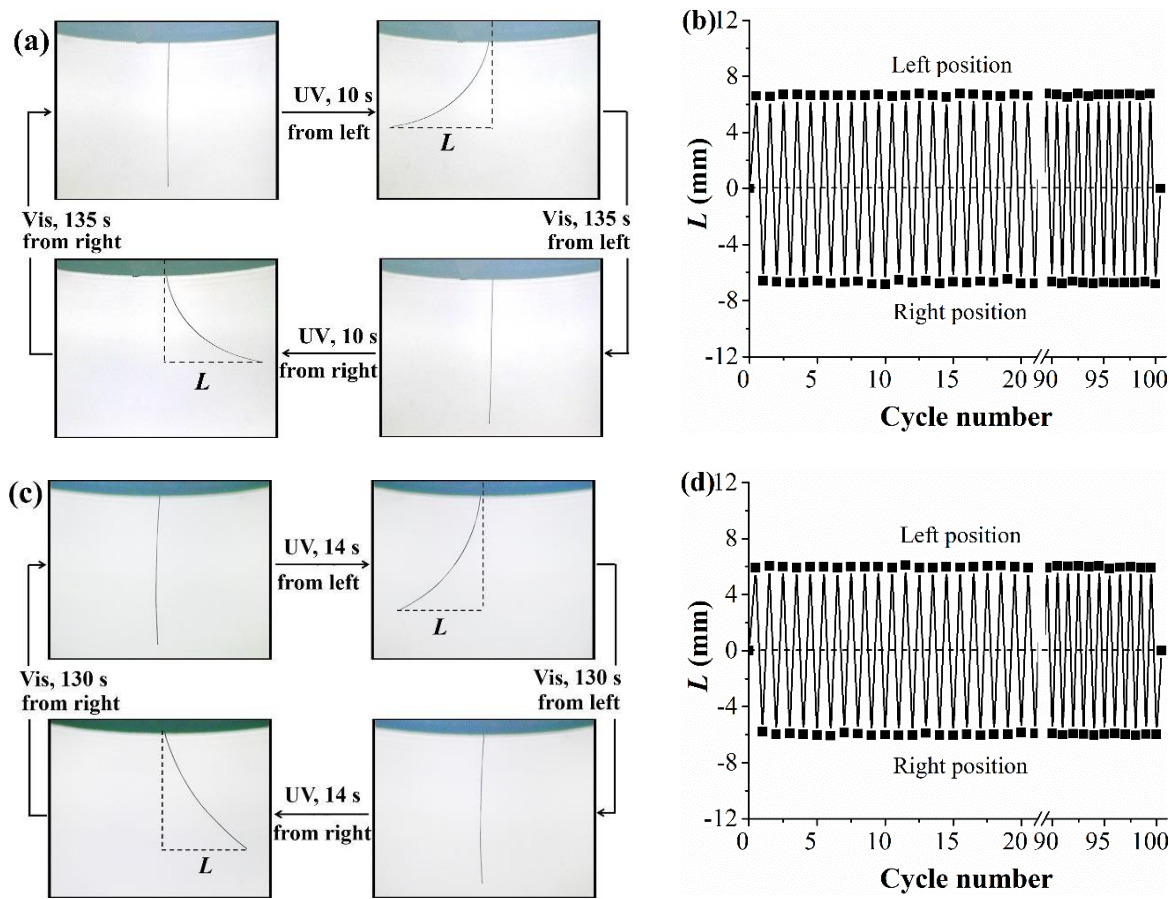 (a)
UV, 10 s
from left
L
Vis, 135 s
from right
Vis, 135 s
from left
UV, 10 s
from right
L
(b)
12
8
4
0
-4
-8
-12
L (mm)
Left position
Right position
0 5 10 15 20 90 95 100
Cycle number
(c)
UV, 14 s
from left
L
Vis, 130 s
from right
Vis, 130 s
from left
UV, 14 s
from right
L
(d)
12
8
4
0
-4
-8
-12
L (mm)
Left position
Right position
0 5 10 15 20 90 95 100
Cycle number